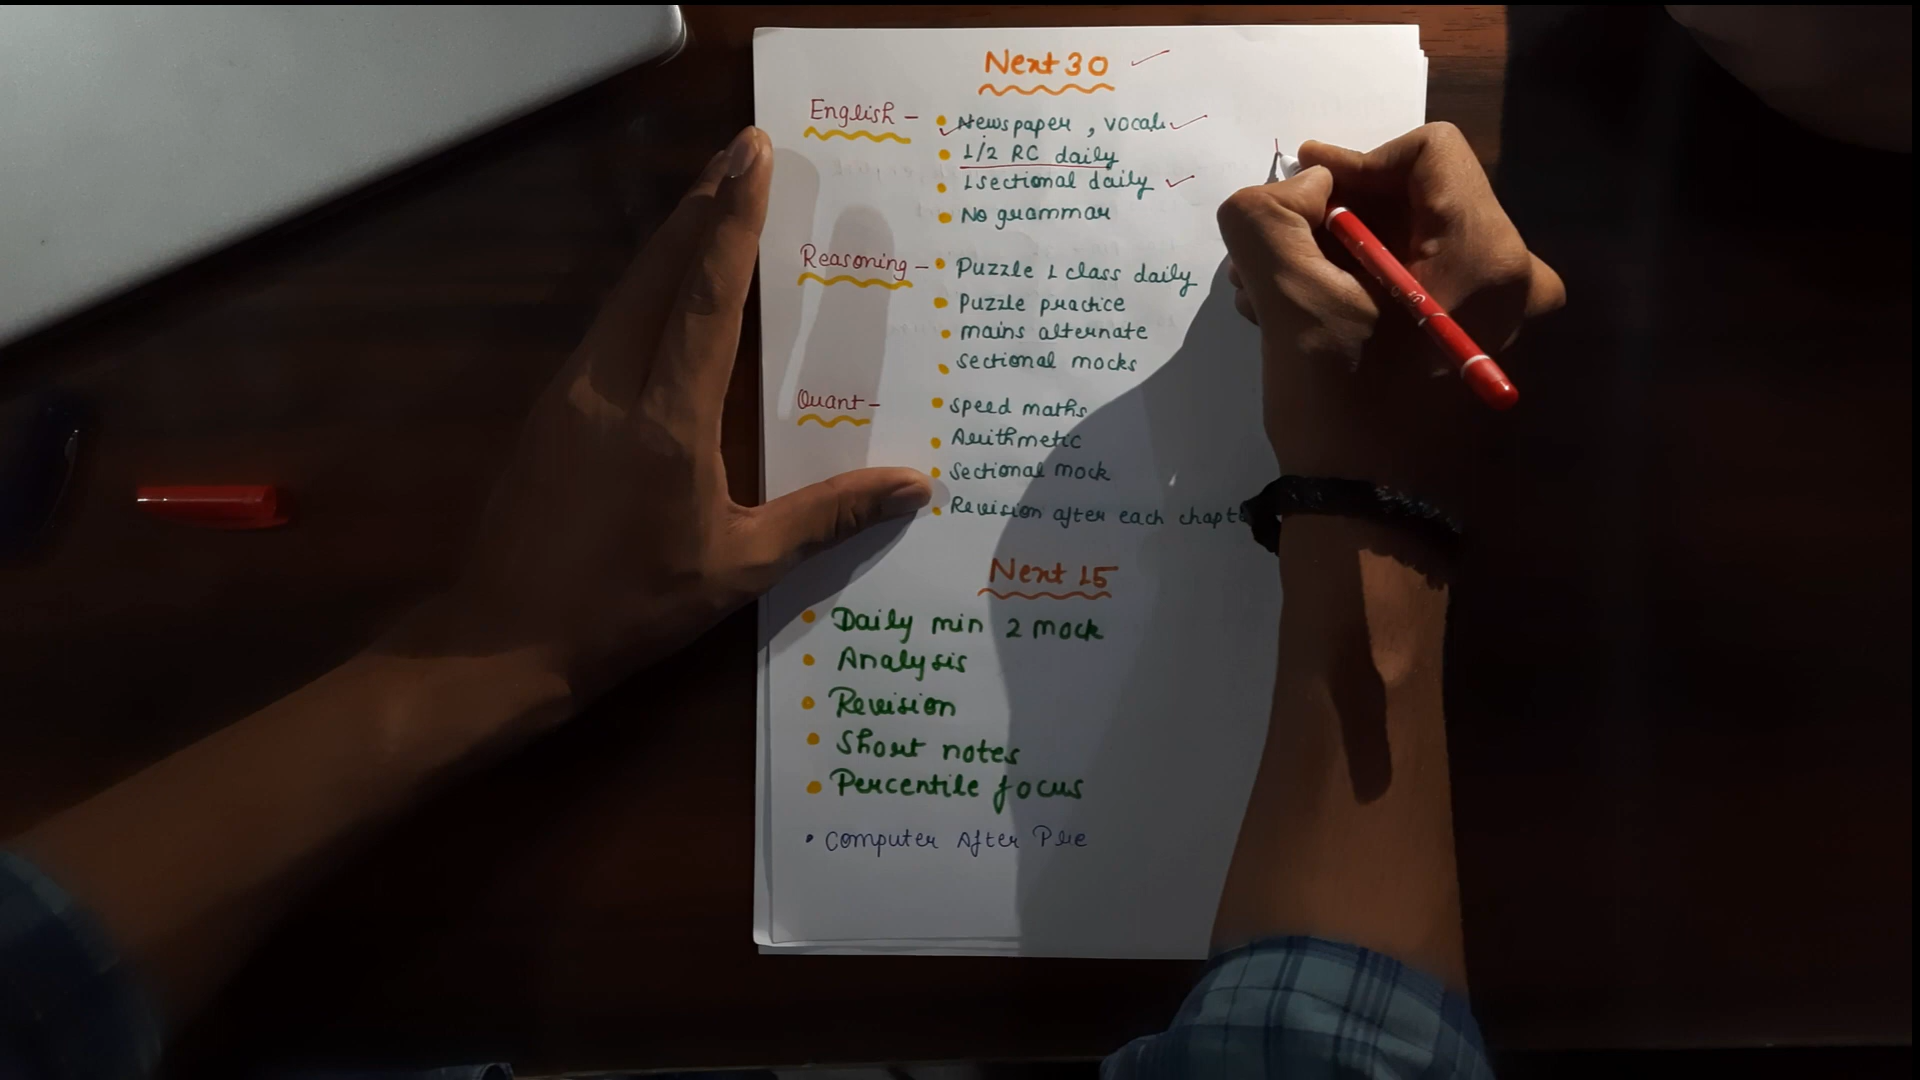 Next 30
English - • Newspaper, vocab
• 1/2 RC daily
• 1 sectional daily
• No grammar
Reasoning - • Puzzle 1 class daily
• Puzzle practice
• mains alternate
• sectional mocks
Quant - • speed maths
• Arithmetic
• sectional mock
• Revision after each chapte
Next 15
• Daily min 2 mock
• Analysis
• Revision
• Short notes
• Percentile focus
• Computer After Pre